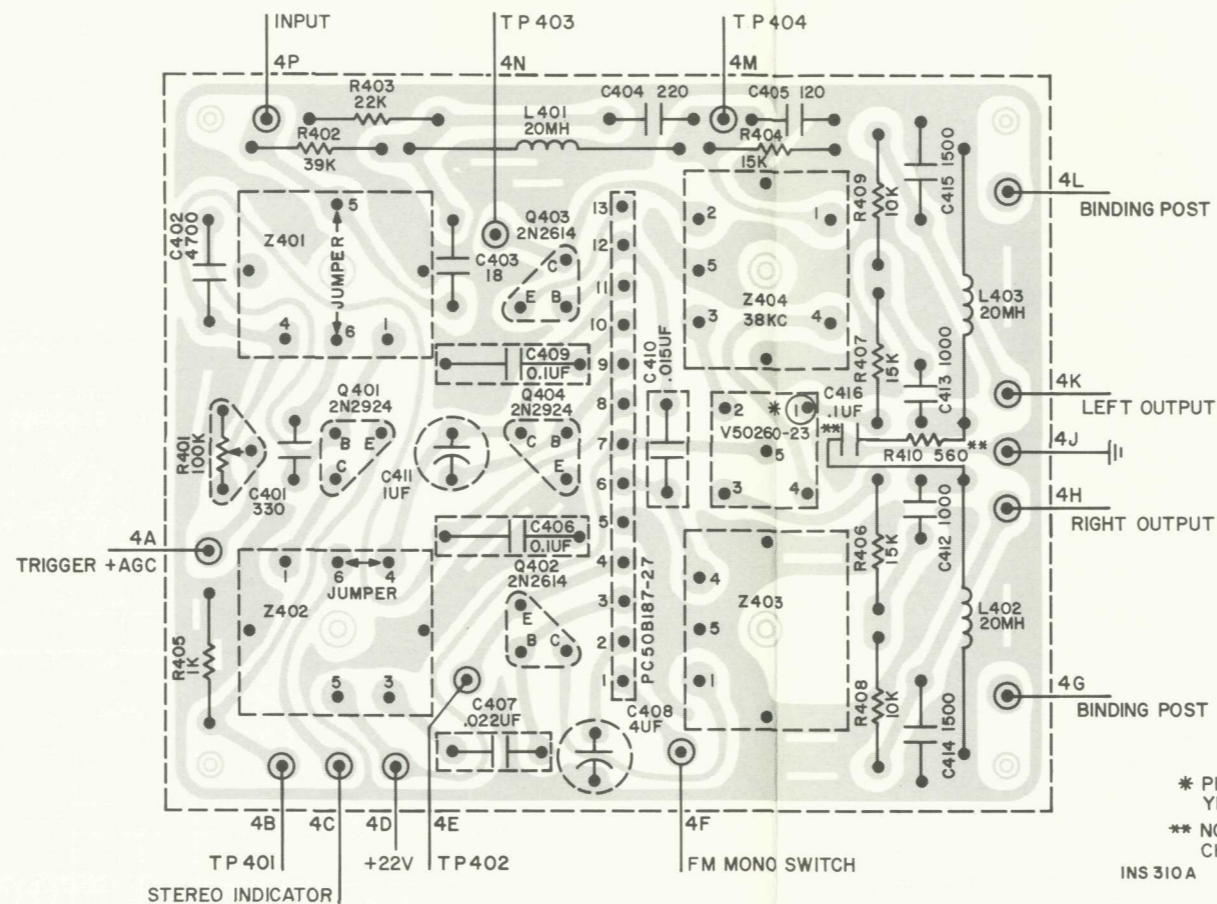 INPUT
TP403
TP404
4P
4N
4M
R403
22K
C404 220
C405 120
R402
39K
L401
20MH
R404
15K
R409
10K
C415 1500
4L
BINDING POST
C402
4700
Z401
5
JUMPER
4
6
1
C403
18
Q403
2N2614
C
E
B
13
12
11
10
9
8
7
6
5
4
3
2
1
PC50B187-27
2
1
5
3
4
Z404
38KC
L403
20MH
C409
0.1UF
C410
.015UF
R407
15K
C413 1000
4K
LEFT OUTPUT
R401
100K
C401
330
Q401
2N2924
B
E
C
C411
1UF
Q404
2N2924
C
B
E
2
*
1
V50260-23
5
3
4
C416
.1UF
**
R410 560**
4J
4H
RIGHT OUTPUT
4A
TRIGGER +AGC
C406
0.1UF
R406
15K
C412 1000
1
6
4
JUMPER
Z402
5
3
Q402
2N2614
E
B
C
4
5
1
Z403
L402
20MH
R405
1K
C407
.022UF
C408
4UF
R408
10K
C414 1500
4G
BINDING POST
4B
4C
4D
4E
4F
TP401
+22V
TP402
FM MONO SWITCH
STEREO INDICATOR
*
**
INS 310A